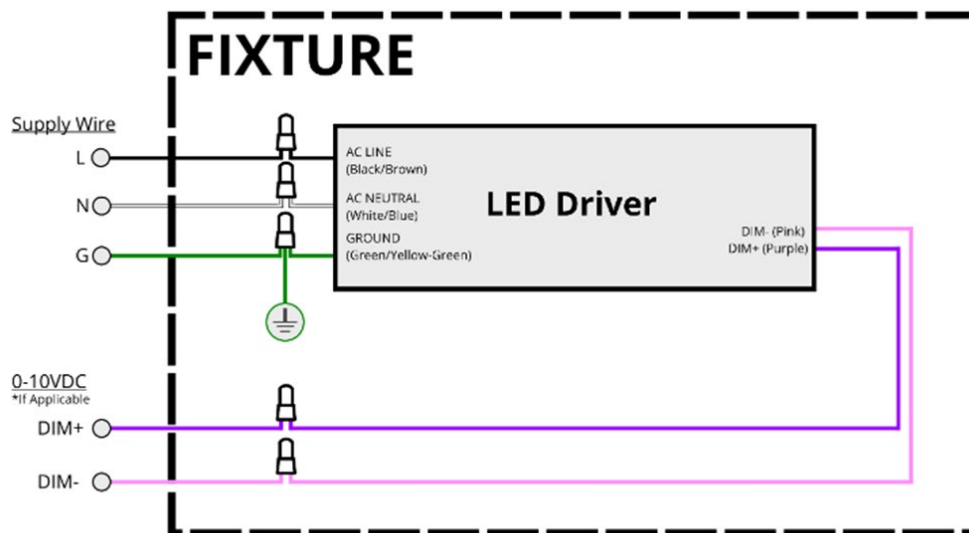 FIXTURE
Supply Wire
L
N
G
AC LINE
(Black/Brown)
AC NEUTRAL
(White/Blue)
GROUND
(Green/Yellow-Green)
LED Driver
DIM- (Pink)
DIM+ (Purple)
0-10VDC
*If Applicable
DIM+
DIM-